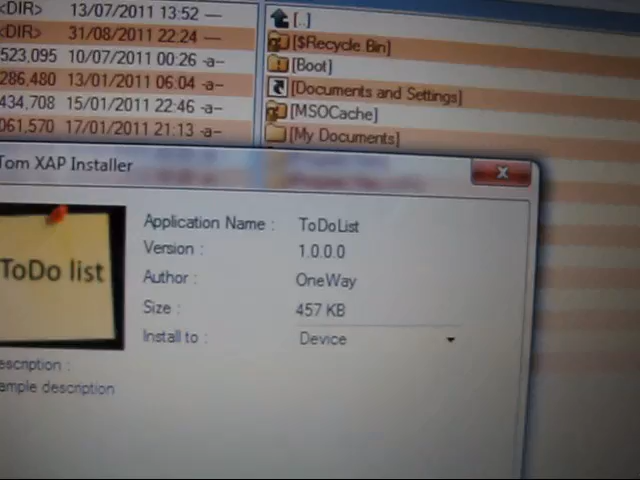 <DIR> 13/07/2011 13:52 ---
<DIR> 31/08/2011 22:24 ---
523,095 10/07/2011 00:26 -a--
286,480 13/01/2011 06:04 -a--
434,708 15/01/2011 22:46 -a--
061,570 17/01/2011 21:13 -a--
[..]
[$Recycle Bin]
[Boot]
[Documents and Settings]
[MSOCache]
[My Documents]
Tom XAP Installer
ToDo list
Application Name : ToDoList
Version : 1.0.0.0
Author : OneWay
Size : 457 KB
Install to : Device
escription :
ample description